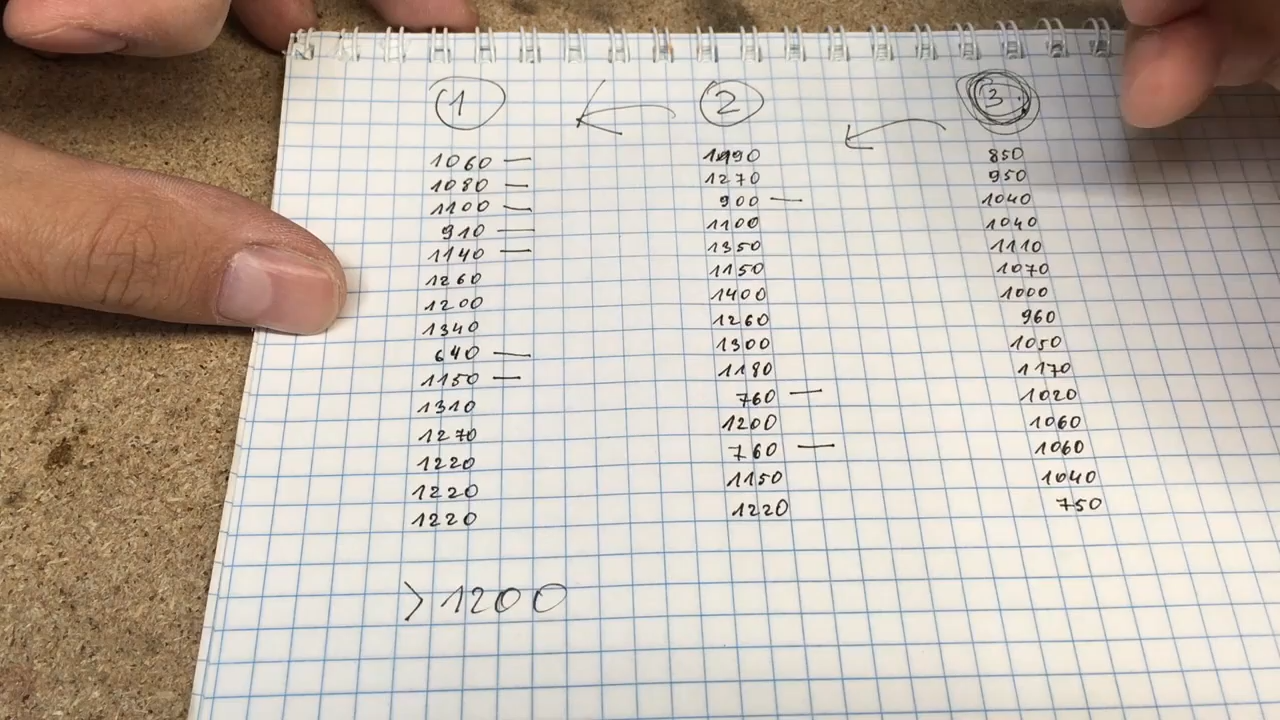 1 ← 2 ← 3
1060 — 1190 850
1080 — 1270 950
1100 — 900 — 1040
910 — 1100 1040
1140 — 1350 1110
1260 1150 1070
1200 1400 1000
1340 1260 960
640 — 1300 1050
1150 — 1180 1170
1310 760 — 1020
1270 1200 1060
1220 760 — 1060
1220 1150 1040
1220 1220 750
>1200